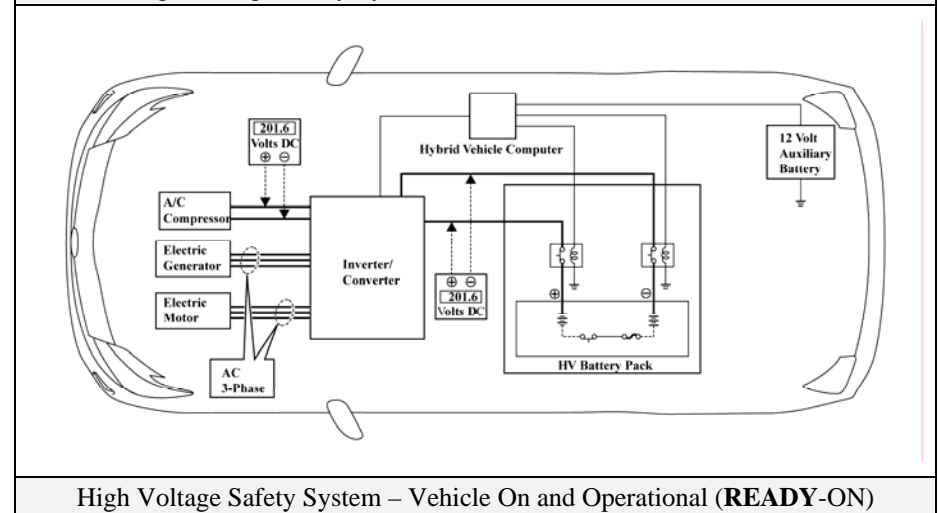 201.6
Volts DC
⊕ ⊖
Hybrid Vehicle Computer
12 Volt
Auxiliary
Battery
A/C
Compressor
Electric
Generator
Inverter/
Converter
Electric
Motor
⊕ ⊖
201.6
Volts DC
⊕ ⊖
HV Battery Pack
AC
3-Phase
High Voltage Safety System – Vehicle On and Operational (READY-ON)